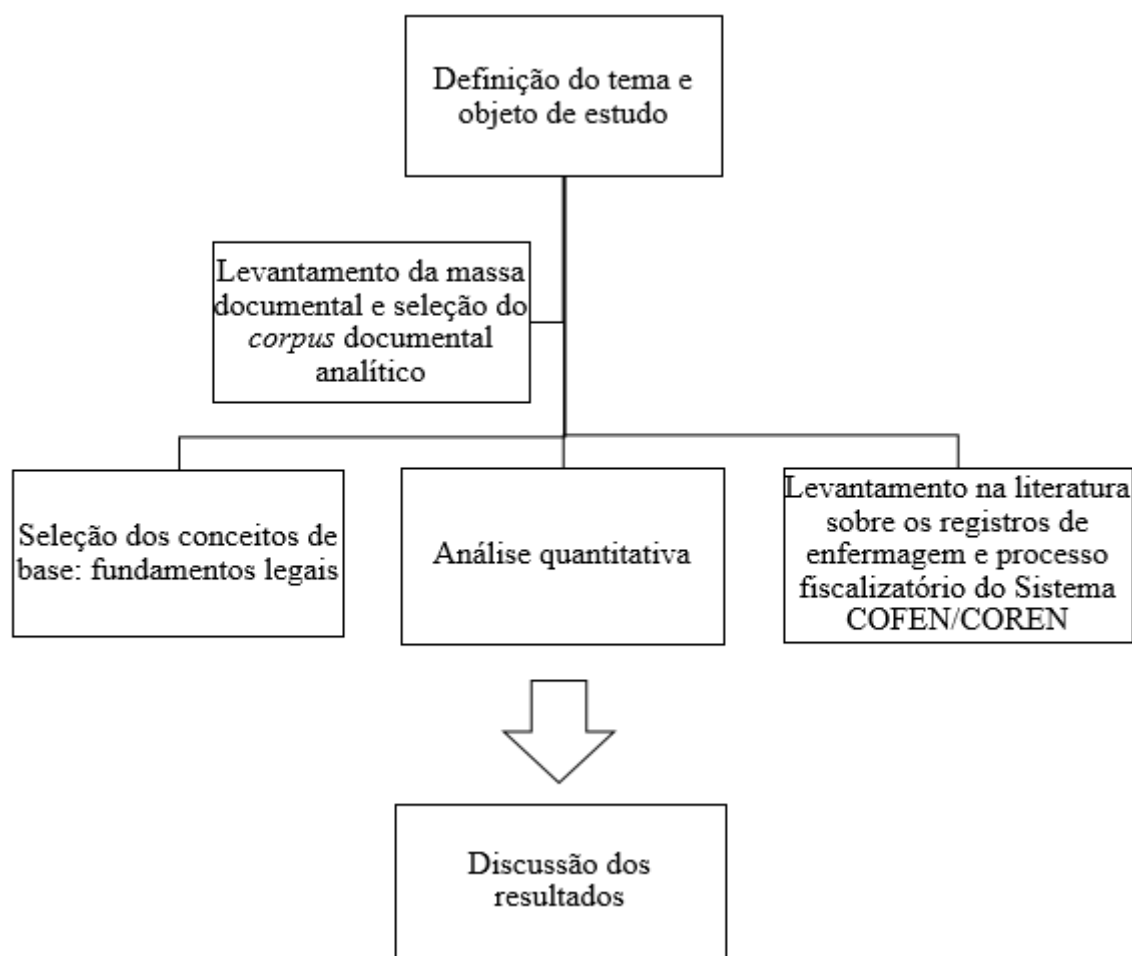 Definição do tema e
objeto de estudo
Levantamento da massa
documental e seleção do
corpus documental
analítico
Seleção dos conceitos de
base: fundamentos legais
Análise quantitativa
Levantamento na literatura
sobre os registros de
enfermagem e processo
fiscalizatório do Sistema
COFEN/COREN
Discussão dos
resultados